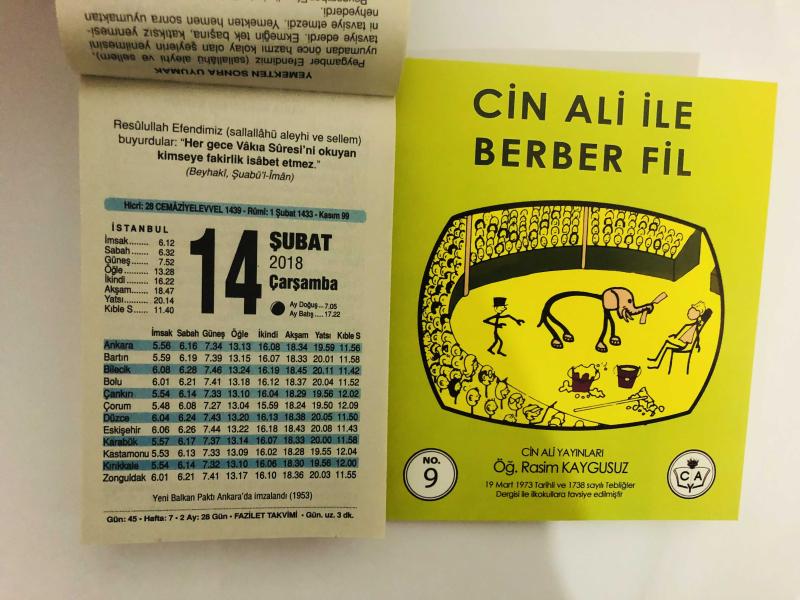 YEMEKTEN SONRA UYUMAK
Peygamber Efendimiz (sallallâhü aleyhi ve sellem),
uyumadan önce hazmı kolay olan şeylerin yenilmesini
tavsiye ederdi. Ekmeğin tek başına, katıksız yenmesi-
ni tavsiye etmezdi. Yemekten hemen sonra uyumaktan
nehyederdi.
Resûlullah Efendimiz (sallallâhü aleyhi ve sellem)
buyurdular: "Her gece Vâkıa Sûresi'ni okuyan
kimseye fakirlik isâbet etmez."
(Beyhakî, Şuabü'l-Îmân)
Hicrî: 28 CEMÂZİYELEVVEL 1439 - Rûmî: 1 Şubat 1433 - Kasım 99
İSTANBUL
İmsak........ 6.12
Sabah ....... 6.32
Güneş....... 7.52
Öğle ......... 13.28
İkindi ........ 16.22
Akşam...... 18.47
Yatsı......... 20.14
Kıble S...... 11.40
14
ŞUBAT
2018
Çarşamba
Ay Doğuş – 7.05
Ay Batış ..... 17.22
İmsak Sabah Güneş Öğle İkindi Akşam Yatsı Kıble S
Ankara 5.56 6.16 7.34 13.13 16.08 18.34 19.59 11.56
Bartın 5.59 6.19 7.39 13.15 16.07 18.33 20.01 11.58
Bilecik 6.08 6.28 7.46 13.24 16.19 18.45 20.11 11.42
Bolu 6.01 6.21 7.41 13.18 16.12 18.37 20.04 11.52
Çankırı 5.54 6.14 7.33 13.10 16.04 18.29 19.56 12.02
Çorum 5.48 6.08 7.27 13.04 15.59 18.24 19.50 12.09
Düzce 6.04 6.24 7.43 13.20 16.13 18.38 20.05 11.50
Eskişehir 6.06 6.26 7.44 13.22 16.18 18.43 20.08 11.43
Karabük 5.57 6.17 7.37 13.14 16.07 18.33 20.00 11.58
Kastamonu 5.53 6.13 7.33 13.09 16.02 18.28 19.55 12.04
Kırıkkale 5.54 6.14 7.32 13.10 16.06 18.30 19.56 12.00
Zonguldak 6.01 6.21 7.41 13.17 16.10 18.36 20.03 11.55
Yeni Balkan Paktı Ankara'da imzalandı (1953)
Gün: 45 • Hafta: 7 • 2 Ay: 28 Gün • FAZİLET TAKVİMİ • Gün. uz. 3 dk.
CİN ALİ İLE
BERBER FİL
CİN ALİ YAYINLARI
Öğ. Rasim KAYGUSUZ
19 Mart 1973 Tarihli ve 1738 sayılı Tebliğler
Dergisi ile ilkokullara tavsiye edilmiştir
NO.
9
C A
Y